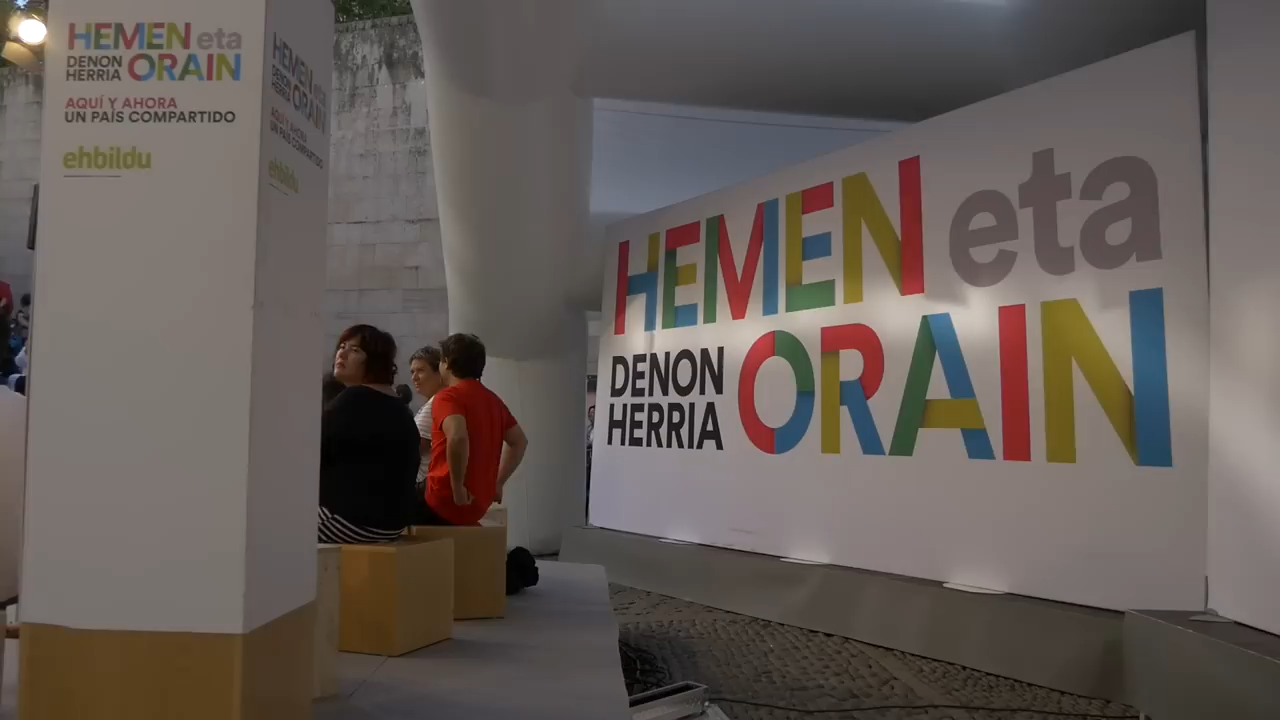 HEMEN eta
DENON HERRIA ORAIN
AQUÍ Y AHORA
UN PAÍS COMPARTIDO
ehbildu
HEMEN eta
DENON HERRIA ORAIN
AQUÍ Y AHORA
UN PAÍS COMPARTIDO
ehbildu
HEMEN eta
DENON HERRIA ORAIN